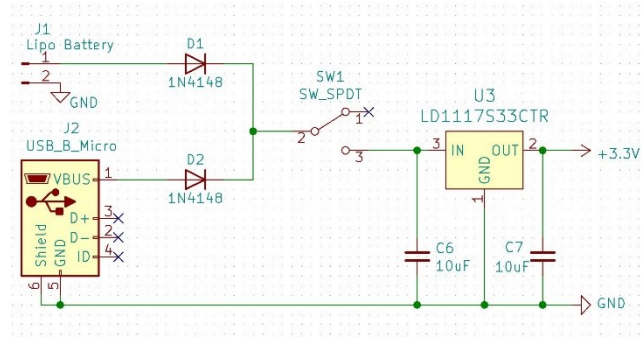 J1
Lipo Battery
1
2
GND
D1
1N4148
SW1
SW_SPDT
1
2
3
U3
LD1117S33CTR
3
IN
OUT
2
GND
1
+3.3V
J2
USB_B_Micro
VBUS
1
D+
3
D-
2
ID
4
Shield
GND
6
5
D2
1N4148
C6
10uF
C7
10uF
GND